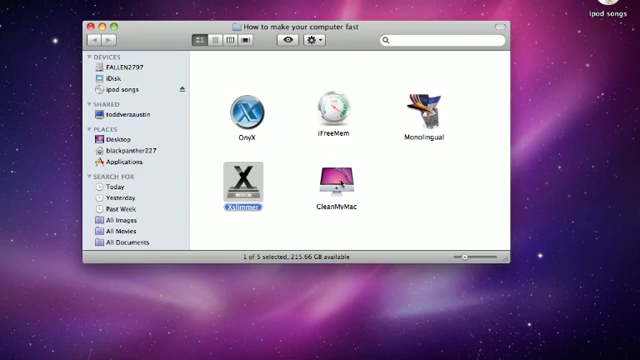 How to make your computer fast
ipod songs
DEVICES
FALLEN2797
iDisk
ipod songs
SHARED
toddveraaustin
PLACES
Desktop
blackpanther227
Applications
SEARCH FOR
Today
Yesterday
Past Week
All Images
All Movies
All Documents
OnyX
iFreeMem
Monolingual
Xslimmer
CleanMyMac
1 of 5 selected, 215.66 GB available